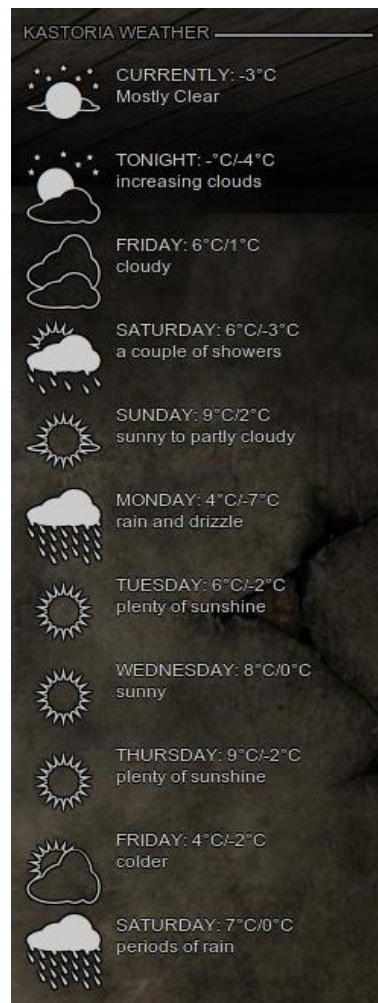 KASTORIA WEATHER
CURRENTLY: -3°C
Mostly Clear
TONIGHT: -°C/-4°C
increasing clouds
FRIDAY: 6°C/1°C
cloudy
SATURDAY: 6°C/-3°C
a couple of showers
SUNDAY: 9°C/2°C
sunny to partly cloudy
MONDAY: 4°C/-7°C
rain and drizzle
TUESDAY: 6°C/-2°C
plenty of sunshine
WEDNESDAY: 8°C/0°C
sunny
THURSDAY: 9°C/-2°C
plenty of sunshine
FRIDAY: 4°C/-2°C
colder
SATURDAY: 7°C/0°C
periods of rain